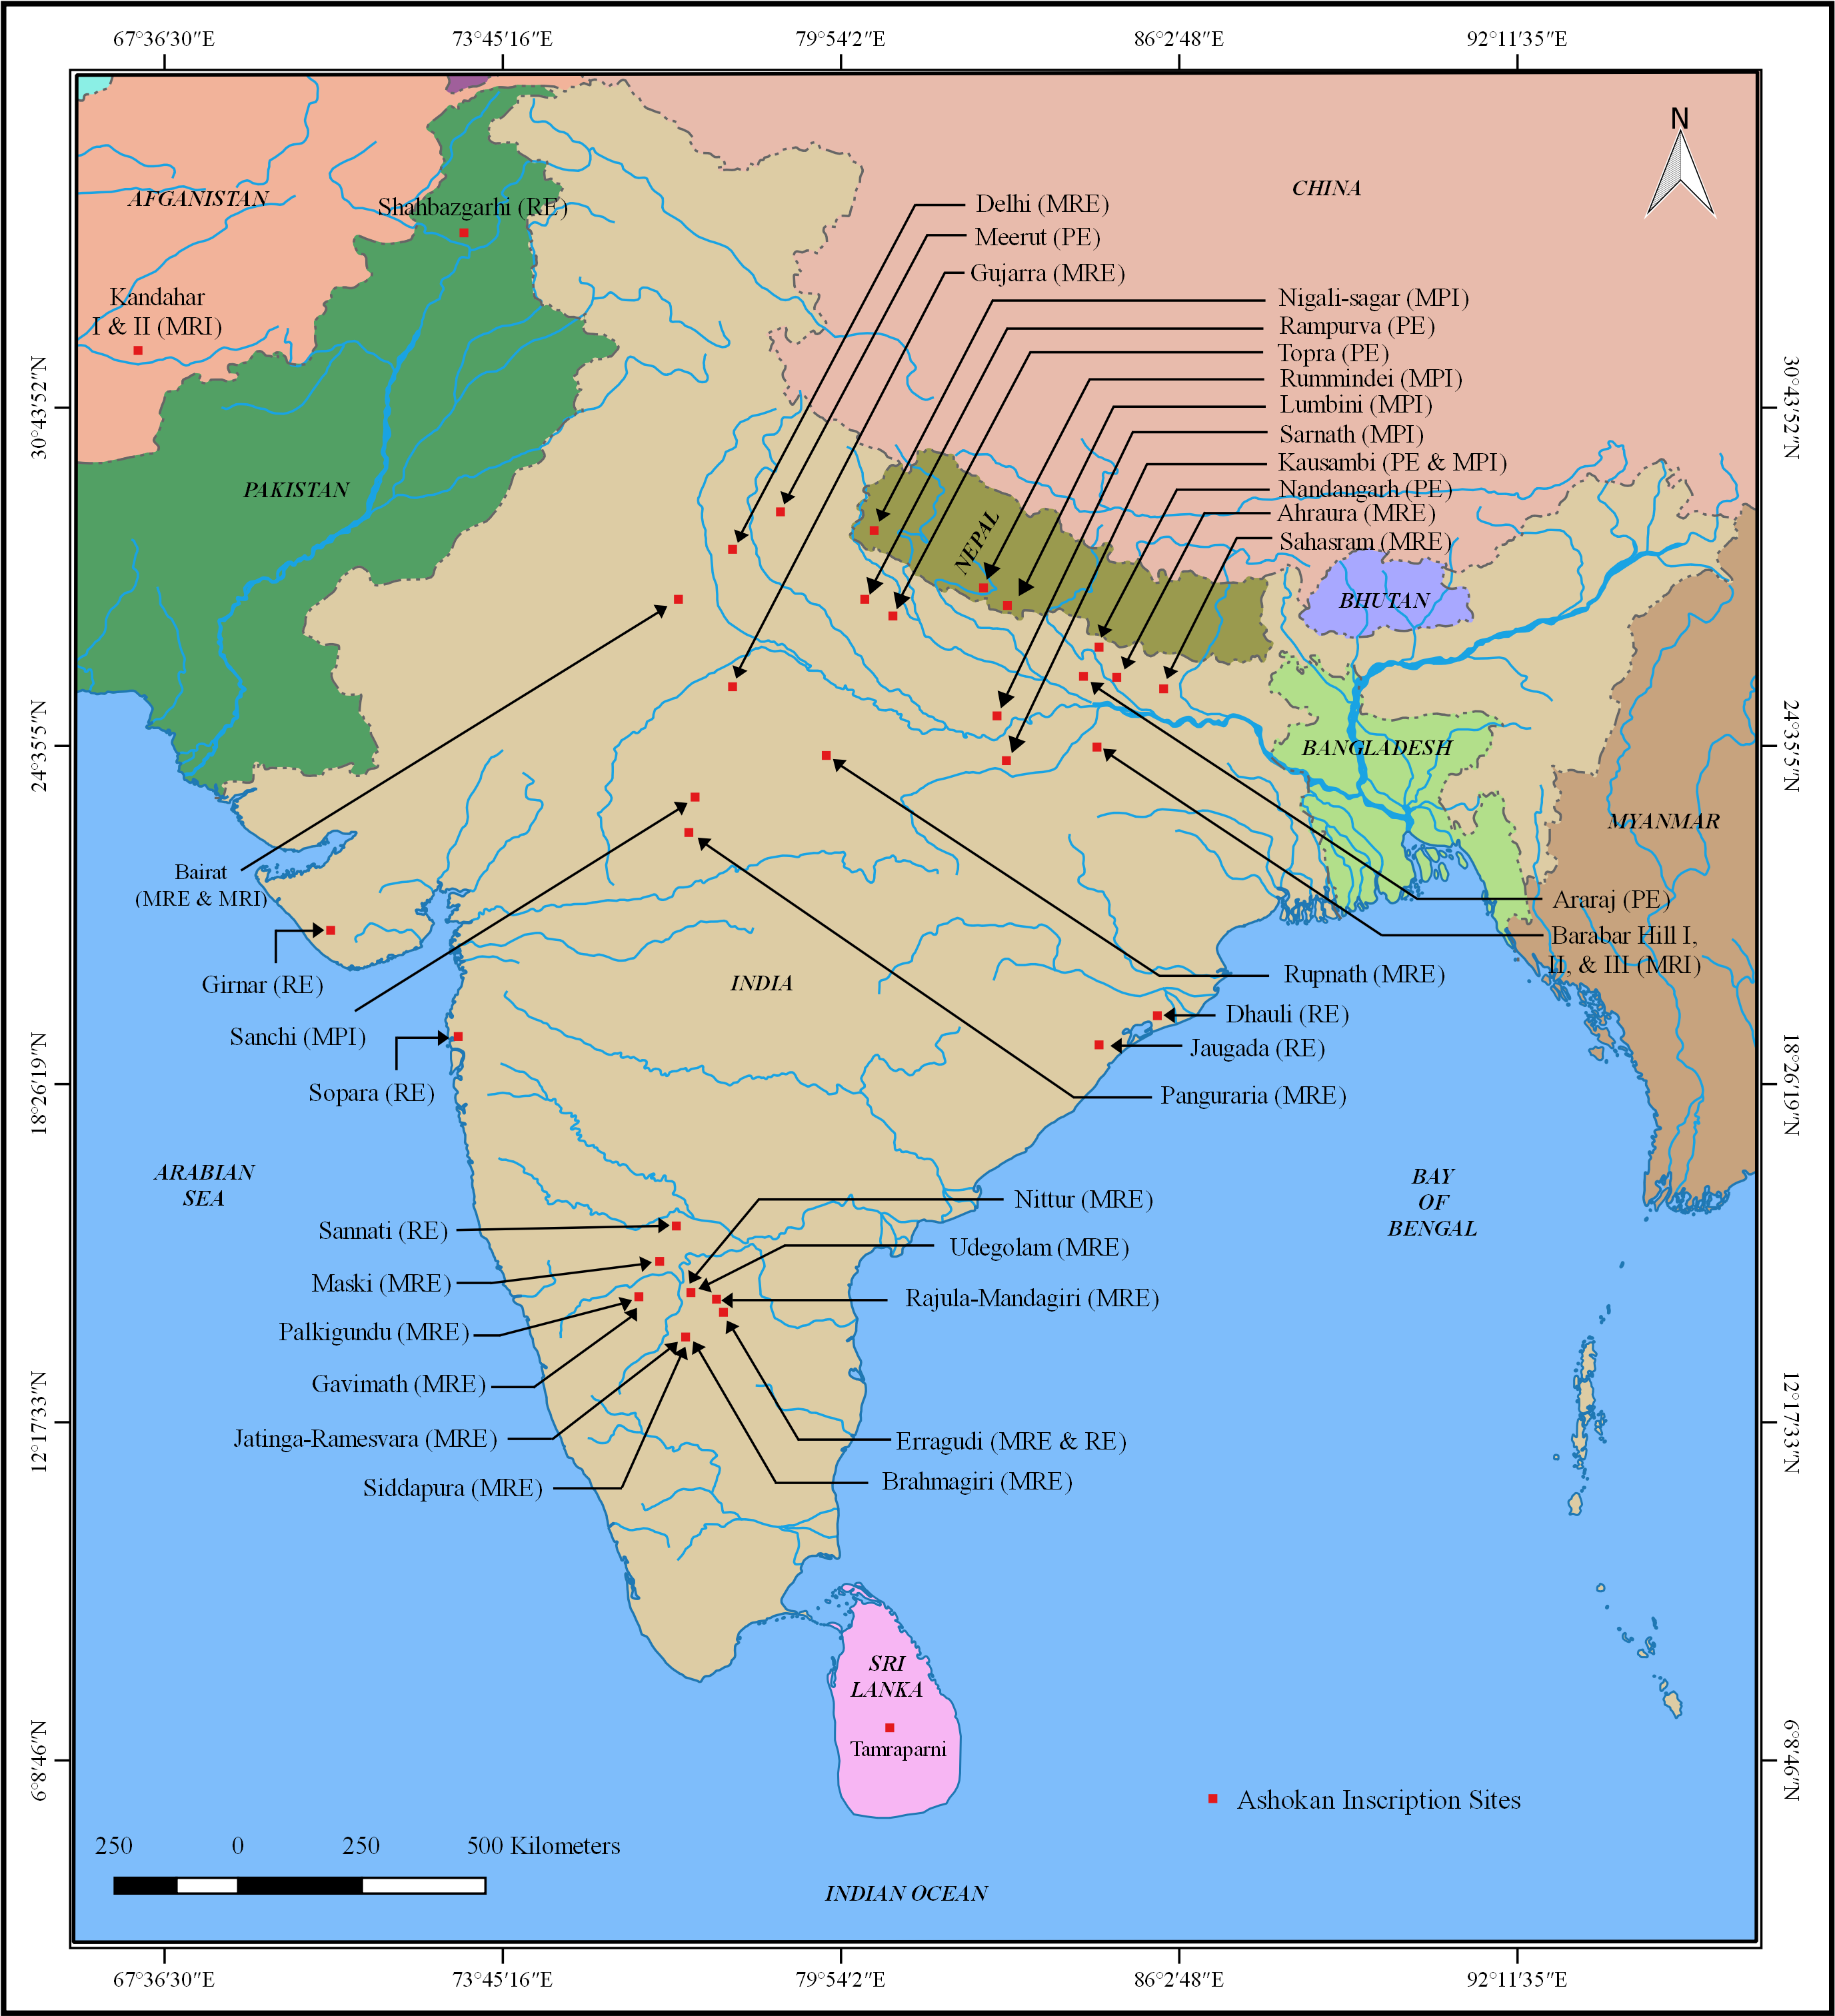 67°36'30"E
73°45'16"E
79°54'2"E
86°2'48"E
92°11'35"E
N
CHINA
AFGANISTAN
Shahbazgarhi (RE)
Delhi (MRE)
Meerut (PE)
Gujarra (MRE)
Kandahar
I & II (MRI)
Nigali-sagar (MPI)
Rampurva (PE)
Topra (PE)
Rummindei (MPI)
Lumbini (MPI)
Sarnath (MPI)
Kausambi (PE & MPI)
Nandangarh (PE)
Ahraura (MRE)
Sahasram (MRE)
30°43'52"N
30°43'52"N
PAKISTAN
NEPAL
BHUTAN
24°35'5"N
24°35'5"N
BANGLADESH
MYANMAR
Bairat
(MRE & MRI)
Araraj (PE)
Barabar Hill I,
II, & III (MRI)
Girnar (RE)
INDIA
Rupnath (MRE)
Sanchi (MPI)
Dhauli (RE)
Jaugada (RE)
Sopara (RE)
Panguraria (MRE)
18°26'19"N
18°26'19"N
ARABIAN
SEA
BAY
OF
BENGAL
Nittur (MRE)
Sannati (RE)
Udegolam (MRE)
Maski (MRE)
Rajula-Mandagiri (MRE)
Palkigundu (MRE)
Gavimath (MRE)
12°17'33"N
12°17'33"N
Jatinga-Ramesvara (MRE)
Erragudi (MRE & RE)
Siddapura (MRE)
Brahmagiri (MRE)
SRI
LANKA
Tamraparni
6°8'46"N
6°8'46"N
Ashokan Inscription Sites
250
0
250
500 Kilometers
INDIAN OCEAN
67°36'30"E
73°45'16"E
79°54'2"E
86°2'48"E
92°11'35"E